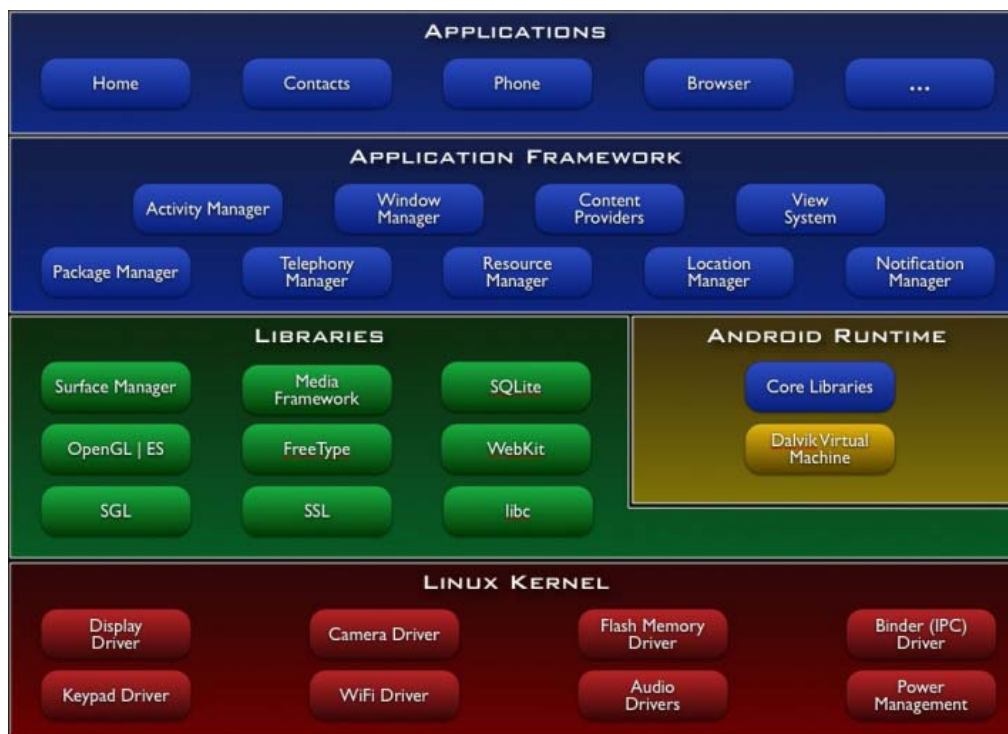 APPLICATIONS
Home
Contacts
Phone
Browser
...
APPLICATION FRAMEWORK
Activity Manager
Window
Manager
Content
Providers
View
System
Package Manager
Telephony
Manager
Resource
Manager
Location
Manager
Notification
Manager
LIBRARIES
Surface Manager
Media
Framework
SQLite
OpenGL | ES
FreeType
WebKit
SGL
SSL
libc
ANDROID RUNTIME
Core Libraries
Dalvik Virtual
Machine
LINUX KERNEL
Display
Driver
Camera Driver
Flash Memory
Driver
Binder (IPC)
Driver
Keypad Driver
WiFi Driver
Audio
Drivers
Power
Management